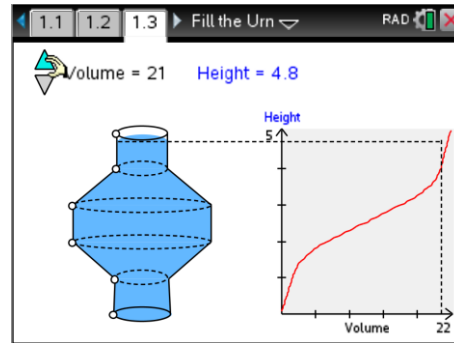 1.1 1.2 1.3 Fill the Urn RAD
Volume = 21 Height = 4.8
Height
5
Volume 22